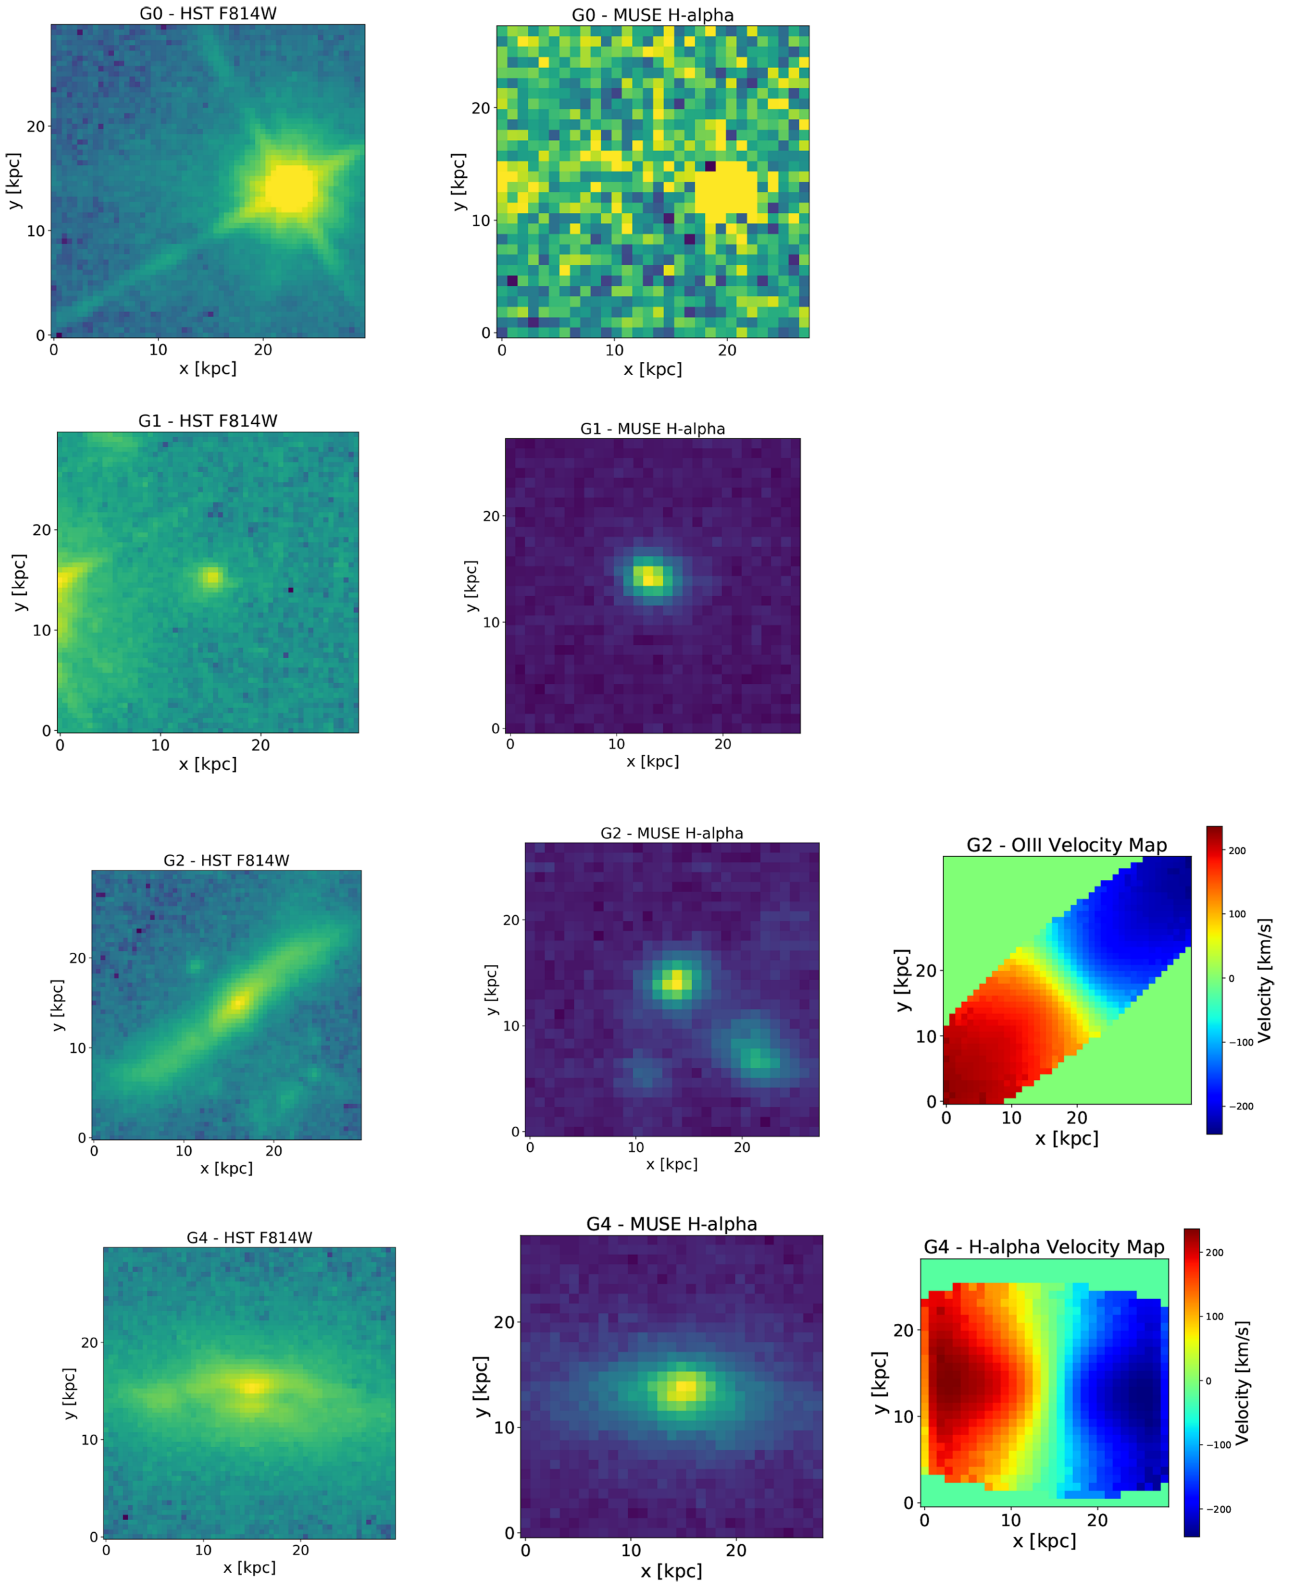 G0 - HST F814W
20
10
0
y [kpc]
0 10 20
x [kpc]
G0 - MUSE H-alpha
20
10
0
y [kpc]
0 10 20
x [kpc]
G1 - HST F814W
20
10
0
y [kpc]
0 10 20
x [kpc]
G1 - MUSE H-alpha
20
10
0
y [kpc]
0 10 20
x [kpc]
G2 - HST F814W
20
10
0
y [kpc]
0 10 20
x [kpc]
G2 - MUSE H-alpha
20
10
0
y [kpc]
0 10 20
x [kpc]
G2 - OIII Velocity Map
20
10
0
y [kpc]
0 10 20
x [kpc]
200
100
0
−100
−200
Velocity [km/s]
G4 - HST F814W
20
10
0
y [kpc]
0 10 20
x [kpc]
G4 - MUSE H-alpha
20
10
0
y [kpc]
0 10 20
x [kpc]
G4 - H-alpha Velocity Map
20
10
0
y [kpc]
0 10 20
x [kpc]
200
100
0
−100
−200
Velocity [km/s]